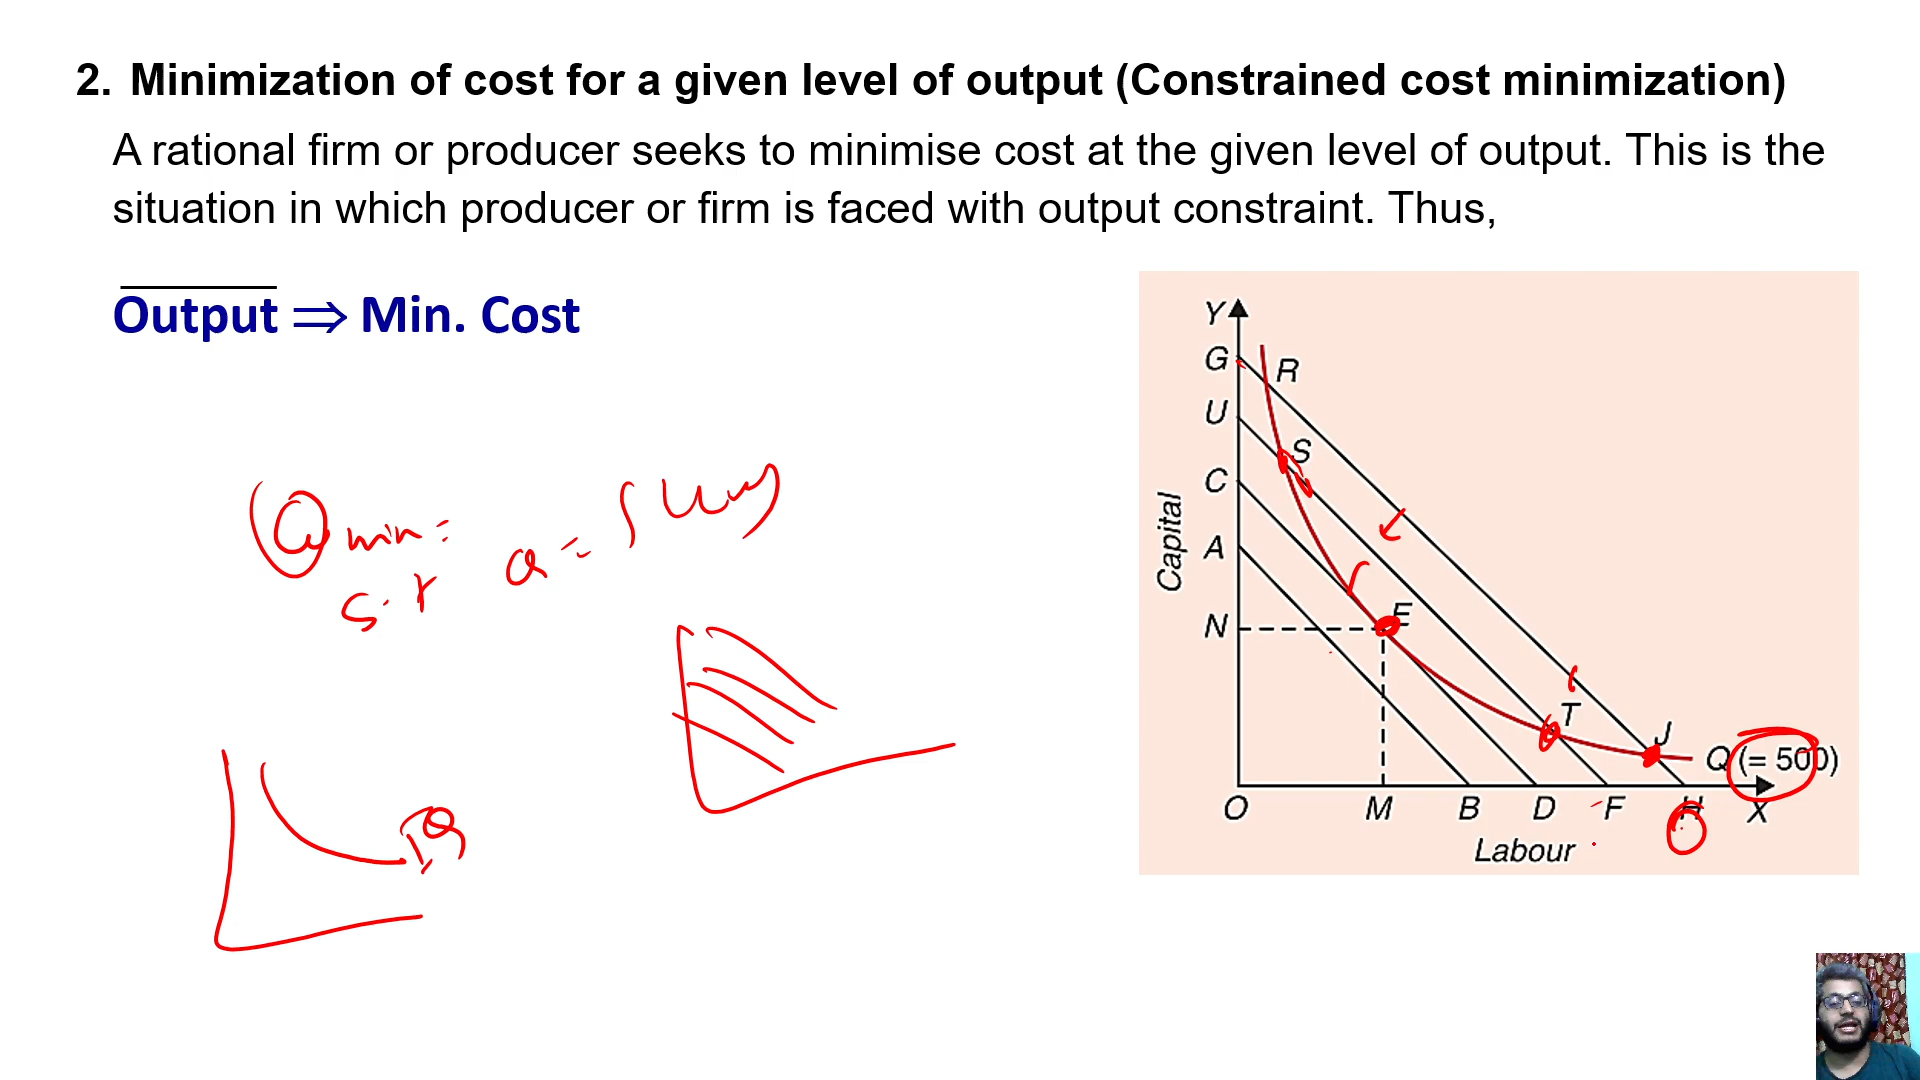 2. Minimization of cost for a given level of output (Constrained cost minimization)
A rational firm or producer seeks to minimise cost at the given level of output. This is the
situation in which producer or firm is faced with output constraint. Thus,
Output ⇒ Min. Cost
Y
G
R
U
S
C
Capital
A
E
N
T
J
Q (= 500)
O M B D F H X
Labour
min =
s.t
Q =
IQ